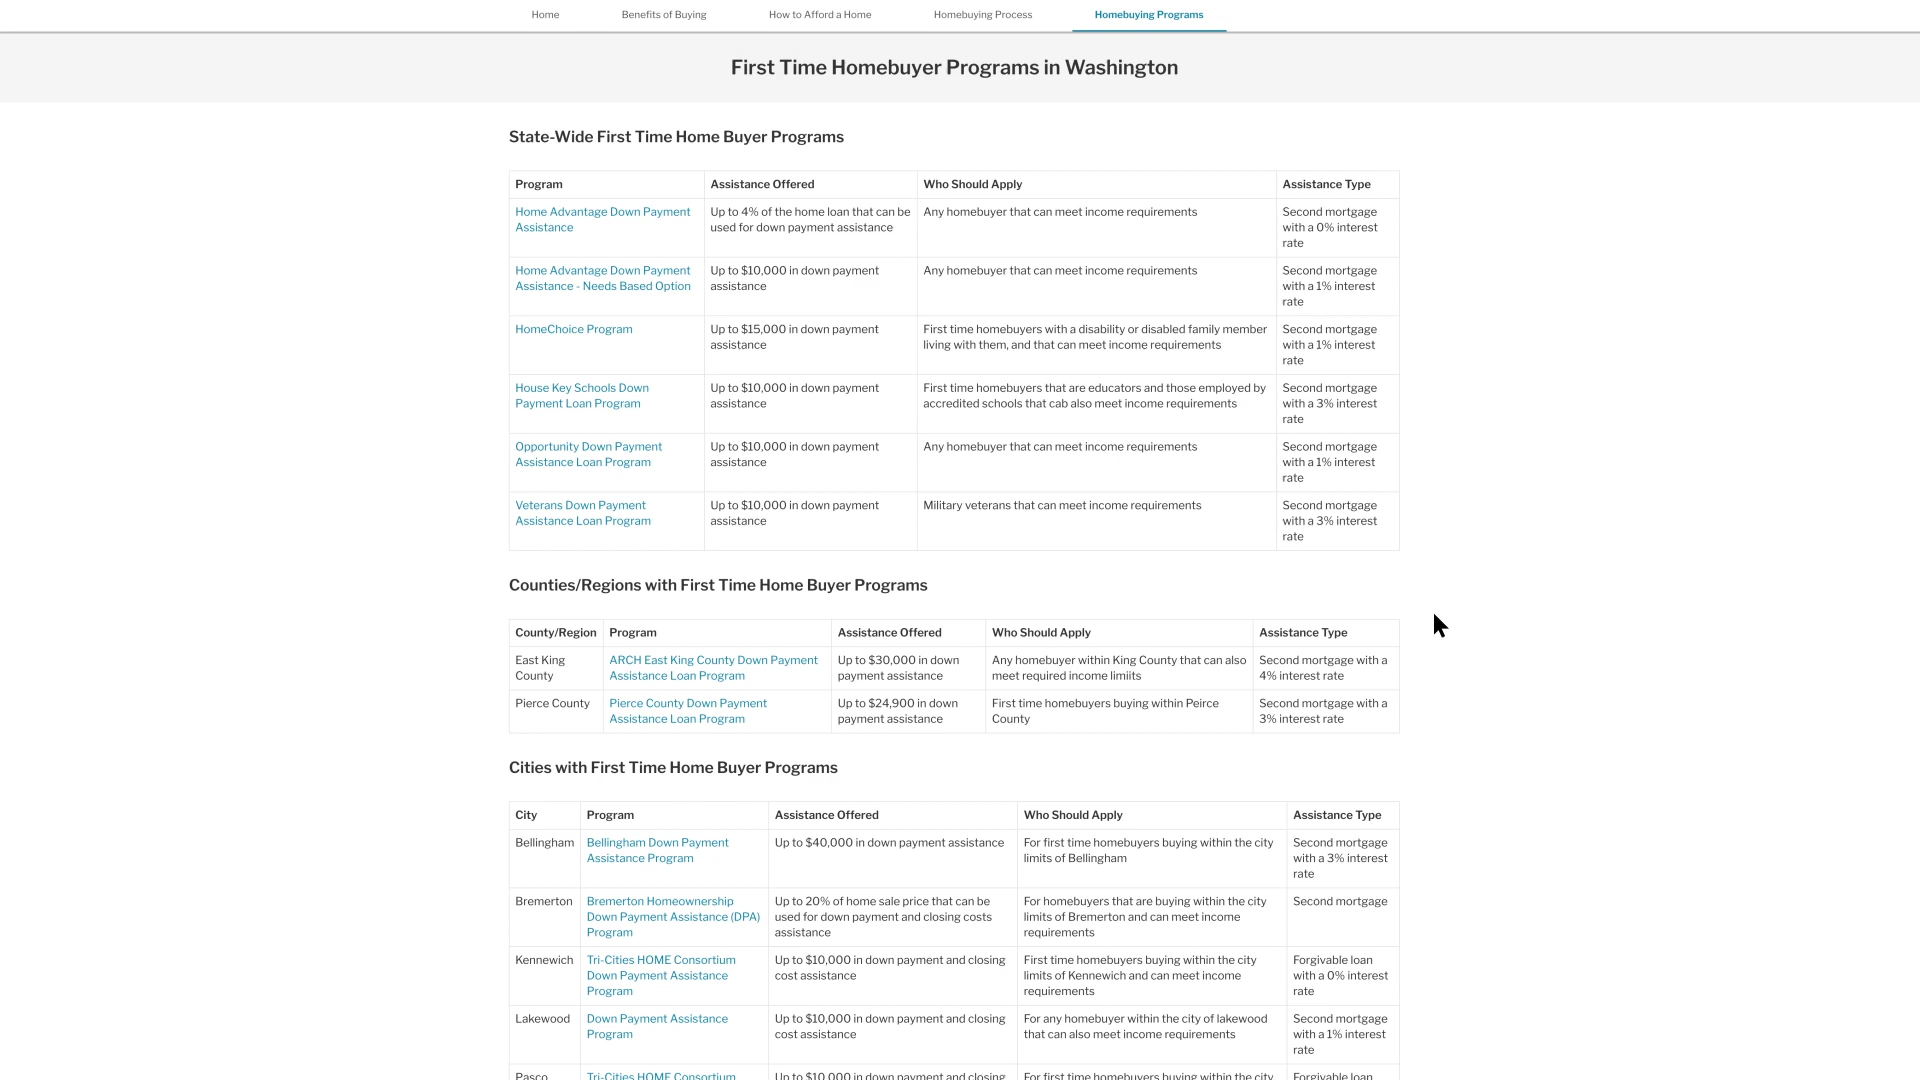 Home Benefits of Buying How to Afford a Home Homebuying Process Homebuying Programs
First Time Homebuyer Programs in Washington
State-Wide First Time Home Buyer Programs
Program Assistance Offered Who Should Apply Assistance Type
Home Advantage Down Payment Up to 4% of the home loan that can be Any homebuyer that can meet income requirements Second mortgage
Assistance used for down payment assistance with a 0% interest
rate
Home Advantage Down Payment Up to $10,000 in down payment Any homebuyer that can meet income requirements Second mortgage
Assistance - Needs Based Option assistance with a 1% interest
rate
HomeChoice Program Up to $15,000 in down payment First time homebuyers with a disability or disabled family member Second mortgage
assistance living with them, and that can meet income requirements with a 1% interest
rate
House Key Schools Down Up to $10,000 in down payment First time homebuyers that are educators and those employed by Second mortgage
Payment Loan Program assistance accredited schools that cab also meet income requirements with a 3% interest
rate
Opportunity Down Payment Up to $10,000 in down payment Any homebuyer that can meet income requirements Second mortgage
Assistance Loan Program assistance with a 1% interest
rate
Veterans Down Payment Up to $10,000 in down payment Military veterans that can meet income requirements Second mortgage
Assistance Loan Program assistance with a 3% interest
rate
Counties/Regions with First Time Home Buyer Programs
County/Region Program Assistance Offered Who Should Apply Assistance Type
East King ARCH East King County Down Payment Up to $30,000 in down Any homebuyer within King County that can also Second mortgage with a
County Assistance Loan Program payment assistance meet required income limiits 4% interest rate
Pierce County Pierce County Down Payment Up to $24,900 in down First time homebuyers buying within Peirce Second mortgage with a
Assistance Loan Program payment assistance County 3% interest rate
Cities with First Time Home Buyer Programs
City Program Assistance Offered Who Should Apply Assistance Type
Bellingham Bellingham Down Payment Up to $40,000 in down payment assistance For first time homebuyers buying within the city Second mortgage
Assistance Program limits of Bellingham with a 3% interest
rate
Bremerton Bremerton Homeownership Up to 20% of home sale price that can be For homebuyers that are buying within the city Second mortgage
Down Payment Assistance (DPA) used for down payment and closing costs limits of Bremerton and can meet income
Program assistance requirements
Kennewich Tri-Cities HOME Consortium Up to $10,000 in down payment and closing First time homebuyers buying within the city Forgivable loan
Down Payment Assistance cost assistance limits of Kennewich and can meet income with a 0% interest
Program requirements rate
Lakewood Down Payment Assistance Up to $10,000 in down payment and closing For any homebuyer within the city of lakewood Second mortgage
Program cost assistance that can also meet income requirements with a 1% interest
rate
Pasco Tri-Cities HOME Consortium Up to $10,000 in down payment and closing For first time homebuyers buying within the city Forgivable loan